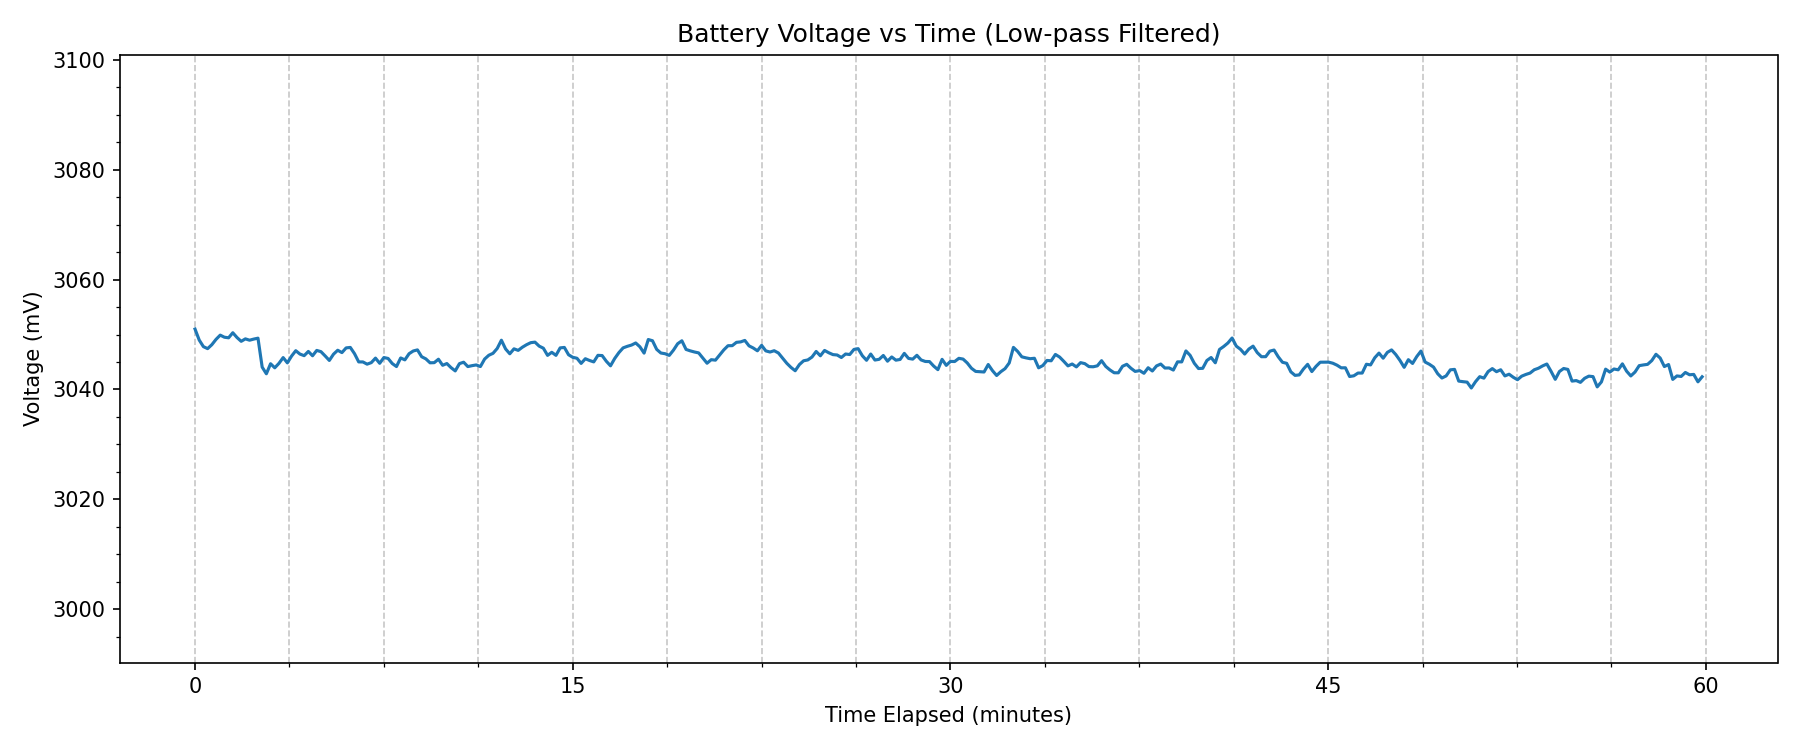 Battery Voltage vs Time (Low-pass Filtered)
3100
3080
3060
3040
3020
3000
Voltage (mV)
0 15 30 45 60
Time Elapsed (minutes)